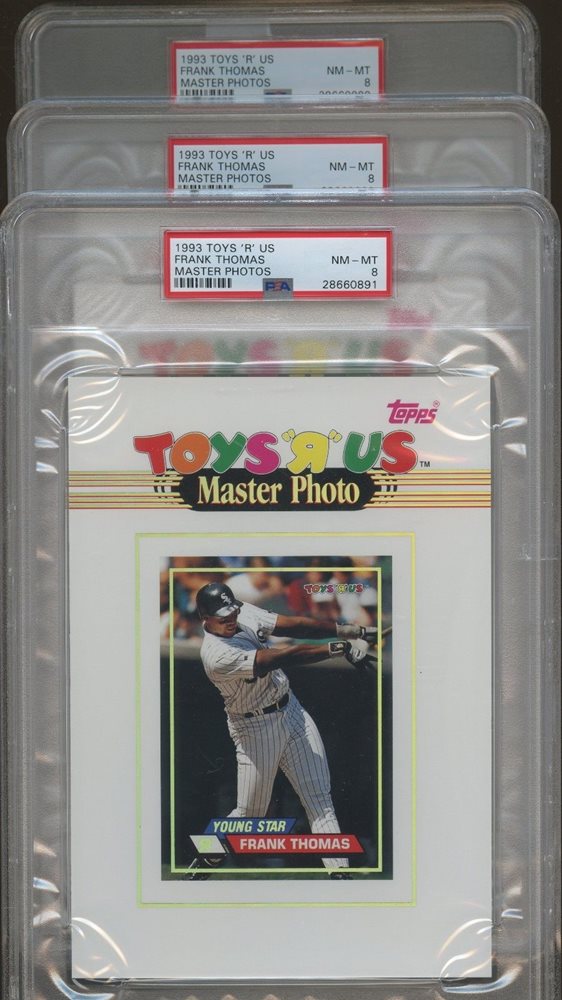 1993 TOYS 'R' US
FRANK THOMAS NM – MT
MASTER PHOTOS 8
1993 TOYS 'R' US
FRANK THOMAS NM – MT
MASTER PHOTOS 8
1993 TOYS 'R' US
FRANK THOMAS NM – MT
MASTER PHOTOS 8
PSA 28660891
Topps®
TOYS "Я" US™
Master Photo
TOYS "Я" US
YOUNG STAR
FRANK THOMAS